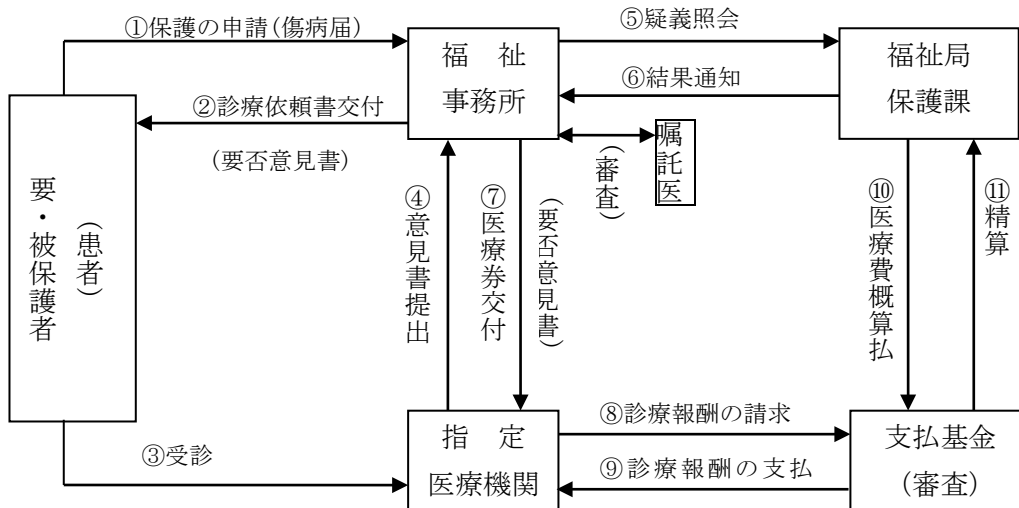 ①保護の申請(傷病届)
⑤疑義照会
福　祉
事務所
福祉局
保護課
⑥結果通知
②診療依頼書交付
(要否意見書)
嘱託医
(審査)
要・被保護者
(患者)
④意見書提出
⑦医療券交付
(要否意見書)
⑩医療費概算払
⑪精算
⑧診療報酬の請求
指　定
医療機関
支払基金
(審査)
③受診
⑨診療報酬の支払